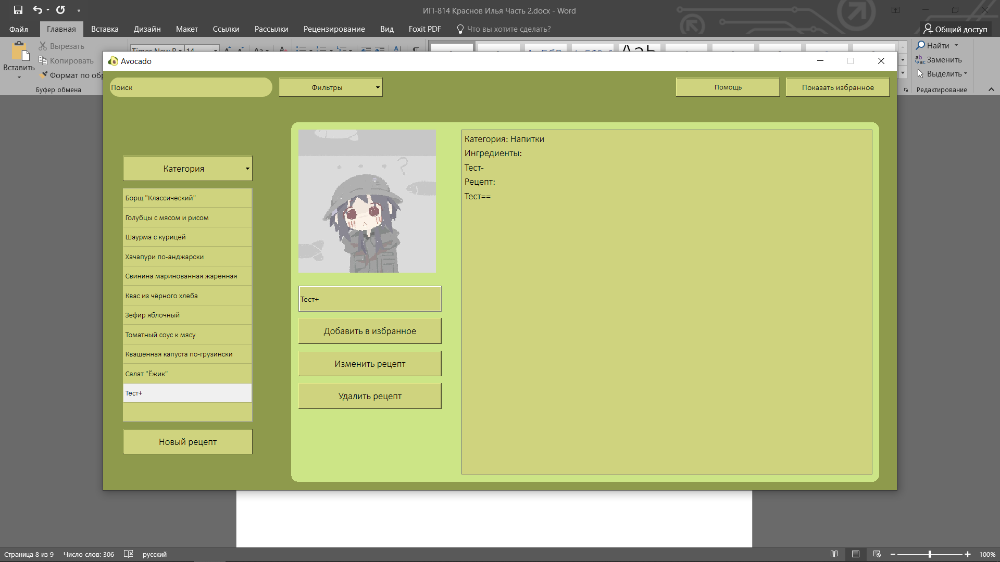 ИП-814 Краснов Илья Часть 2.docx - Word
Файл
Главная
Вставка
Дизайн
Макет
Ссылки
Рассылки
Рецензирование
Вид
Foxit PDF
Что вы хотите сделать?
Общий доступ
Вставить
Вырезать
Копировать
Формат по
Буфер обмена
Найти
Заменить
Выделить
Редактирование
Avocado
Поиск
Фильтры
Помощь
Показать избранное
Категория
Борщ "Классический"
Голубцы с мясом и рисом
Шаурма с курицей
Хачапури по-анджарски
Свинина маринованная жаренная
Квас из чёрного хлеба
Зефир яблочный
Томатный соус к мясу
Квашенная капуста по-грузински
Салат "Ёжик"
Тест+
Новый рецепт
Тест+
Добавить в избранное
Изменить рецепт
Удалить рецепт
Категория: Напитки
Ингредиенты:
Тест-
Рецепт:
Тест==
Страница 8 из 9
Число слов: 306
русский
100%